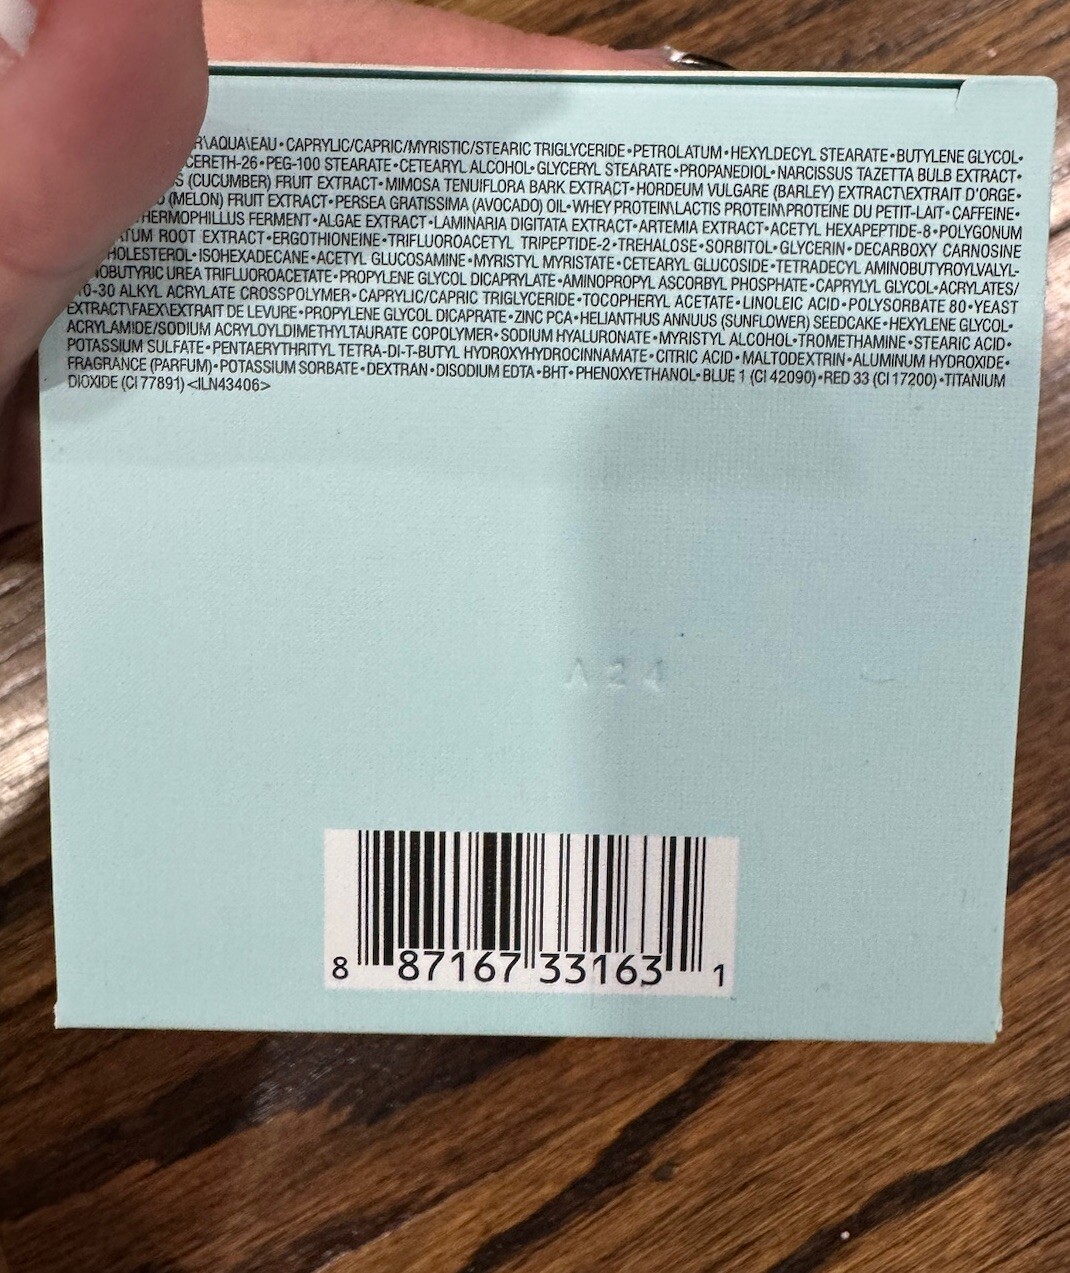 AQUA\EAU•CAPRYLIC/CAPRIC/MYRISTIC/STEARIC TRIGLYCERIDE•PETROLATUM•HEXYLDECYL STEARATE•BUTYLENE GLYCOL•
CERETH-26•PEG-100 STEARATE•CETEARYL ALCOHOL•GLYCERYL STEARATE•PROPANEDIOL•NARCISSUS TAZETTA BULB EXTRACT•
(CUCUMBER) FRUIT EXTRACT•MIMOSA TENUIFLORA BARK EXTRACT•HORDEUM VULGARE (BARLEY) EXTRACT\EXTRAIT D'ORGE•
(MELON) FRUIT EXTRACT•PERSEA GRATISSIMA (AVOCADO) OIL•WHEY PROTEIN\LACTIS PROTEIN\PROTEINE DU PETIT-LAIT•CAFFEINE•
HERMOPHILLUS FERMENT•ALGAE EXTRACT•LAMINARIA DIGITATA EXTRACT•ARTEMIA EXTRACT•ACETYL HEXAPEPTIDE-8•POLYGONUM
ATUM ROOT EXTRACT•ERGOTHIONEINE•TRIFLUOROACETYL TRIPEPTIDE-2•TREHALOSE•SORBITOL•GLYCERIN•DECARBOXY CARNOSINE
HOLESTEROL•ISOHEXADECANE•ACETYL GLUCOSAMINE•MYRISTYL MYRISTATE•CETEARYL GLUCOSIDE•TETRADECYL AMINOBUTYROYLVALYL-
NOBUTYRIC UREA TRIFLUOROACETATE•PROPYLENE GLYCOL DICAPRYLATE•AMINOPROPYL ASCORBYL PHOSPHATE•CAPRYLYL GLYCOL•ACRYLATES/
0-30 ALKYL ACRYLATE CROSSPOLYMER•CAPRYLIC/CAPRIC TRIGLYCERIDE•TOCOPHERYL ACETATE•LINOLEIC ACID•POLYSORBATE 80•YEAST
EXTRACT\FAEX\EXTRAIT DE LEVURE•PROPYLENE GLYCOL DICAPRATE•ZINC PCA•HELIANTHUS ANNUUS (SUNFLOWER) SEEDCAKE•HEXYLENE GLYCOL•
ACRYLAMIDE/SODIUM ACRYLOYLDIMETHYLTAURATE COPOLYMER•SODIUM HYALURONATE•MYRISTYL ALCOHOL•TROMETHAMINE•STEARIC ACID•
POTASSIUM SULFATE•PENTAERYTHRITYL TETRA-DI-T-BUTYL HYDROXYHYDROCINNAMATE•CITRIC ACID•MALTODEXTRIN•ALUMINUM HYDROXIDE•
FRAGRANCE (PARFUM)•POTASSIUM SORBATE•DEXTRAN•DISODIUM EDTA•BHT•PHENOXYETHANOL•BLUE 1 (CI 42090)•RED 33 (CI 17200)•TITANIUM
DIOXIDE (CI 77891) <ILN43406>
A24
8 87167 33163 1